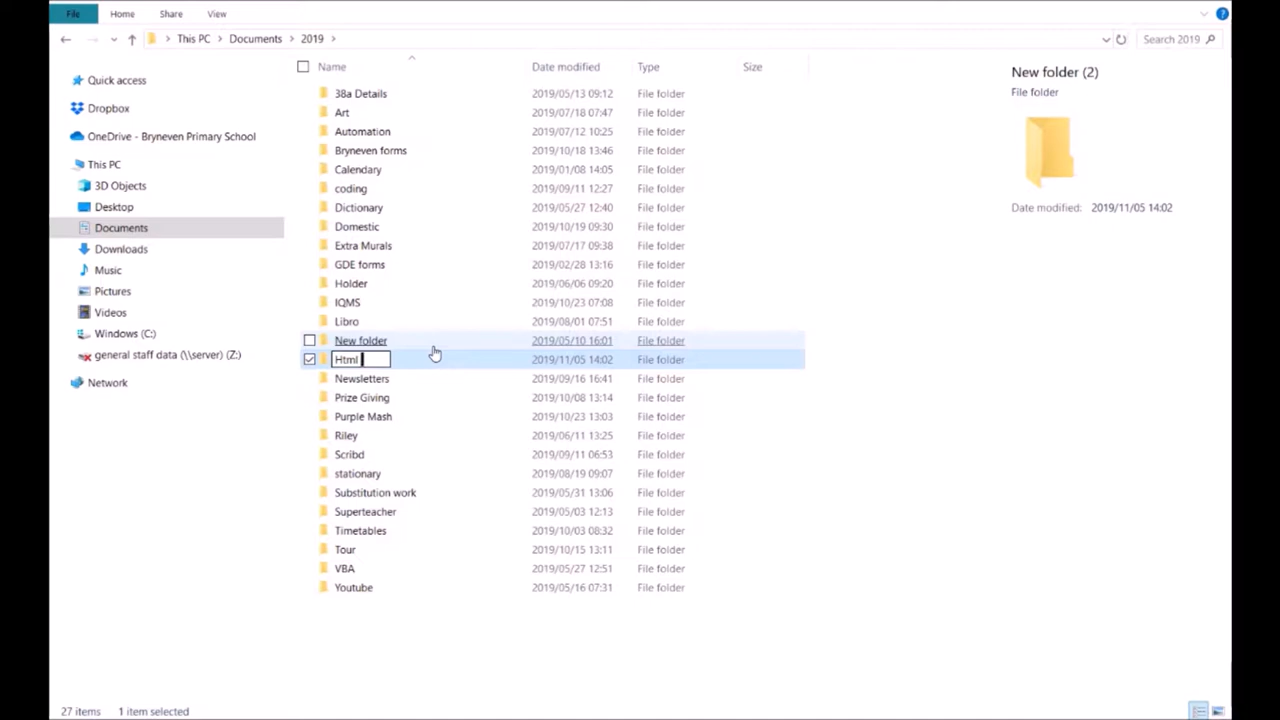 File Home Share View
This PC Documents 2019 Search 2019
Quick access
Dropbox
OneDrive - Bryneven Primary School
This PC
3D Objects
Desktop
Documents
Downloads
Music
Pictures
Videos
Windows (C:)
general staff data (\\server) (Z:)
Network
Name Date modified Type Size
38a Details 2019/05/13 09:12 File folder
Art 2019/07/18 07:47 File folder
Automation 2019/07/12 10:25 File folder
Bryneven forms 2019/10/18 13:46 File folder
Calendary 2019/01/08 14:05 File folder
coding 2019/09/11 12:27 File folder
Dictionary 2019/05/27 12:40 File folder
Domestic 2019/10/19 09:30 File folder
Extra Murals 2019/07/17 09:38 File folder
GDE forms 2019/02/28 13:16 File folder
Holder 2019/06/06 09:20 File folder
IQMS 2019/10/23 07:08 File folder
Libro 2019/08/01 07:51 File folder
New folder 2019/05/10 16:01 File folder
Html 2019/11/05 14:02 File folder
Newsletters 2019/09/16 16:41 File folder
Prize Giving 2019/10/08 13:14 File folder
Purple Mash 2019/10/23 13:03 File folder
Riley 2019/06/11 13:25 File folder
Scribd 2019/09/11 06:53 File folder
stationary 2019/08/19 09:07 File folder
Substitution work 2019/05/31 13:06 File folder
Superteacher 2019/05/03 12:13 File folder
Timetables 2019/10/03 08:32 File folder
Tour 2019/10/15 13:11 File folder
VBA 2019/05/27 12:51 File folder
Youtube 2019/05/16 07:31 File folder
New folder (2)
File folder
Date modified: 2019/11/05 14:02
27 items 1 item selected